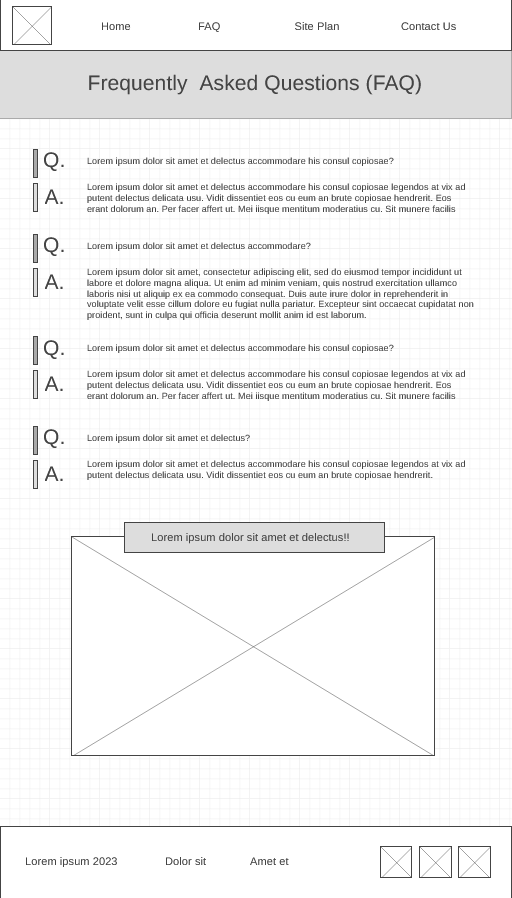 Home FAQ Site Plan Contact Us
Frequently Asked Questions (FAQ)
Q. Lorem ipsum dolor sit amet et delectus accommodare his consul copiosae?
A. Lorem ipsum dolor sit amet et delectus accommodare his consul copiosae legendos at vix ad
putent delectus delicata usu. Vidit dissentiet eos cu eum an brute copiosae hendrerit. Eos
erant dolorum an. Per facer affert ut. Mei iisque mentitum moderatius cu. Sit munere facilis
Q. Lorem ipsum dolor sit amet et delectus accommodare?
A. Lorem ipsum dolor sit amet, consectetur adipiscing elit, sed do eiusmod tempor incididunt ut
labore et dolore magna aliqua. Ut enim ad minim veniam, quis nostrud exercitation ullamco
laboris nisi ut aliquip ex ea commodo consequat. Duis aute irure dolor in reprehenderit in
voluptate velit esse cillum dolore eu fugiat nulla pariatur. Excepteur sint occaecat cupidatat non
proident, sunt in culpa qui officia deserunt mollit anim id est laborum.
Q. Lorem ipsum dolor sit amet et delectus accommodare his consul copiosae?
A. Lorem ipsum dolor sit amet et delectus accommodare his consul copiosae legendos at vix ad
putent delectus delicata usu. Vidit dissentiet eos cu eum an brute copiosae hendrerit. Eos
erant dolorum an. Per facer affert ut. Mei iisque mentitum moderatius cu. Sit munere facilis
Q. Lorem ipsum dolor sit amet et delectus?
A. Lorem ipsum dolor sit amet et delectus accommodare his consul copiosae legendos at vix ad
putent delectus delicata usu. Vidit dissentiet eos cu eum an brute copiosae hendrerit.
Lorem ipsum dolor sit amet et delectus!!
Lorem ipsum 2023 Dolor sit Amet et